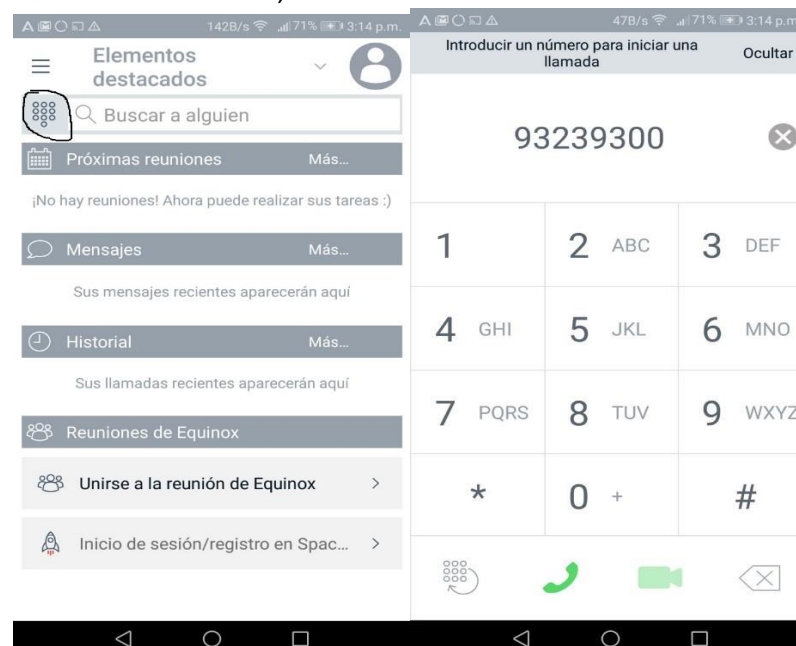 142B/s 71% 3:14 p.m.
Elementos
destacados
Buscar a alguien
Próximas reuniones Más...
¡No hay reuniones! Ahora puede realizar sus tareas :)
Mensajes Más...
Sus mensajes recientes aparecerán aquí
Historial Más...
Sus llamadas recientes aparecerán aquí
Reuniones de Equinox
Unirse a la reunión de Equinox
Inicio de sesión/registro en Spac...
47B/s 71% 3:14 p.m.
Introducir un número para iniciar una
llamada
Ocultar
93239300
1 2 ABC 3 DEF
4 GHI 5 JKL 6 MNO
7 PQRS 8 TUV 9 WXYZ
* 0 + #